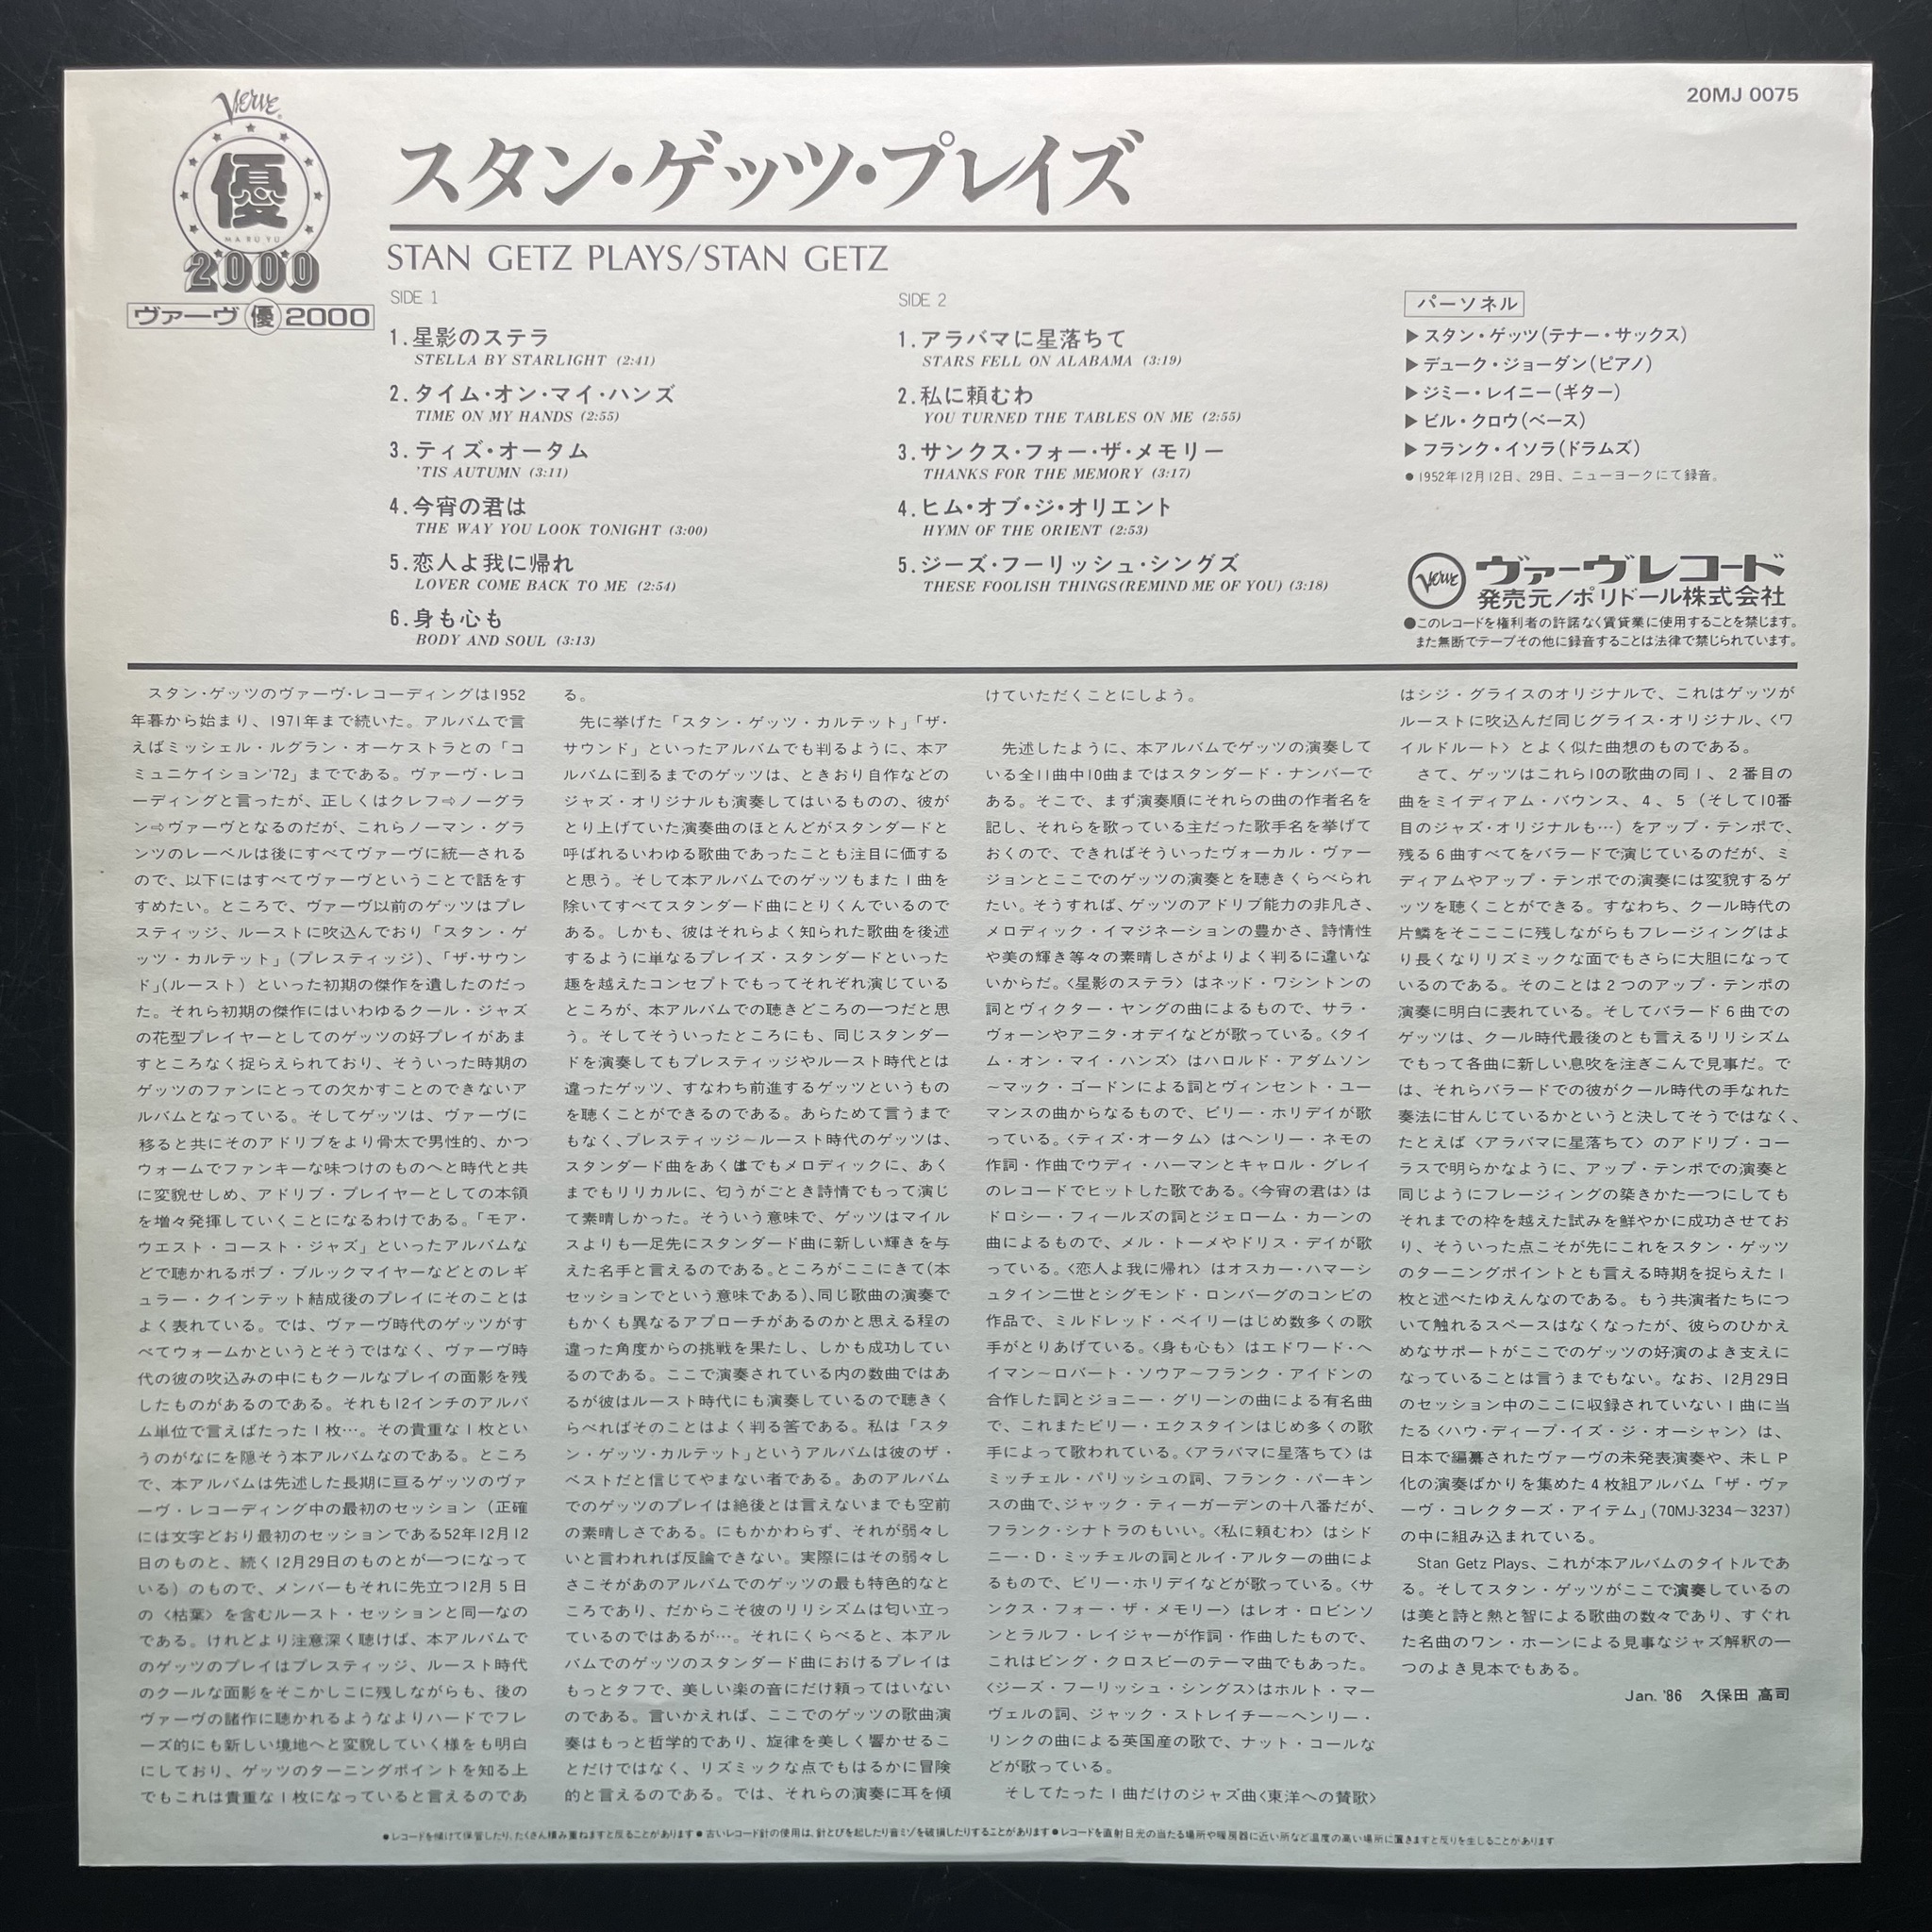 20MJ 0075
Verve
優
MARUYU
2000
ヴァーヴ優2000
スタン・ゲッツ・プレイズ
STAN GETZ PLAYS/STAN GETZ
SIDE 1
1.星影のステラ
STELLA BY STARLIGHT (2:41)
2.タイム・オン・マイ・ハンズ
TIME ON MY HANDS (2:55)
3.ティズ・オータム
'TIS AUTUMN (3:11)
4.今宵の君は
THE WAY YOU LOOK TONIGHT (3:00)
5.恋人よ我に帰れ
LOVER COME BACK TO ME (2:54)
6.身も心も
BODY AND SOUL (3:13)
SIDE 2
1.アラバマに星落ちて
STARS FELL ON ALABAMA (3:19)
2.私に頼むわ
YOU TURNED THE TABLES ON ME (2:55)
3.サンクス・フォー・ザ・メモリー
THANKS FOR THE MEMORY (3:17)
4.ヒム・オブ・ジ・オリエント
HYMN OF THE ORIENT (2:53)
5.ジーズ・フーリッシュ・シングズ
THESE FOOLISH THINGS(REMIND ME OF YOU) (3:18)
パーソネル
▶スタン・ゲッツ(テナー・サックス)
▶デューク・ジョーダン(ピアノ)
▶ジミー・レイニー(ギター)
▶ビル・クロウ(ベース)
▶フランク・イソラ(ドラムズ)
●1952年12月12日、29日、ニューヨークにて録音。
Verve
ヴァーヴレコード
発売元/ポリドール株式会社
●このレコードを権利者の許諾なく賃貸業に使用することを禁じます。
また無断でテープその他に録音することは法律で禁じられています。
スタン・ゲッツのヴァーヴ・レコーディングは1952
年暮から始まり、1971年まで続いた。アルバムで言
えばミッシェル・ルグラン・オーケストラとの「コ
ミュニケイション'72」までである。ヴァーヴ・レコ
ーディングと言ったが、正しくはクレフ⇨ノーグラ
ン⇨ヴァーヴとなるのだが、これらノーマン・グラ
ンツのレーベルは後にすべてヴァーヴに統一される
ので、以下にはすべてヴァーヴということで話をす
すめたい。ところで、ヴァーヴ以前のゲッツはプレ
スティッジ、ルーストに吹込んでおり「スタン・ゲ
ッツ・カルテット」(プレスティッジ)、「ザ・サウン
ド」(ルースト) といった初期の傑作を遺したのだっ
た。それら初期の傑作にはいわゆるクール・ジャズ
の花型プレイヤーとしてのゲッツの好プレイがあま
すところなく捉らえられており、そういった時期の
ゲッツのファンにとっての欠かすことのできないア
ルバムとなっている。そしてゲッツは、ヴァーヴに
移ると共にそのアドリブをより骨太で男性的、かつ
ウォームでファンキーな味つけのものへと時代と共
に変貌せしめ、アドリブ・プレイヤーとしての本領
を増々発揮していくことになるわけである。「モア・
ウエスト・コースト・ジャズ」といったアルバムな
どで聴かれるボブ・ブルックマイヤーなどとのレギ
ュラー・クインテット結成後のプレイにそのことは
よく表れている。では、ヴァーヴ時代のゲッツがす
べてウォームかというとそうではなく、ヴァーヴ時
代の彼の吹込みの中にもクールなプレイの面影を残
したものがあるのである。それも12インチのアルバ
ム単位で言えばたった1枚…。その貴重な1枚とい
うのがなにを隠そう本アルバムなのである。ところ
で、本アルバムは先述した長期に亘るゲッツのヴァ
ーヴ・レコーディング中の最初のセッション (正確
には文字どおり最初のセッションである52年12月12
日のものと、続く12月29日のものとが一つになって
いる) のもので、メンバーもそれに先立つ12月5日
の〈枯葉〉を含むルースト・セッションと同一なの
である。けれどより注意深く聴けば、本アルバムで
のゲッツのプレイはプレスティッジ、ルースト時代
のクールな面影をそこかしこに残しながらも、後の
ヴァーヴの諸作に聴かれるようなよりハードでフレ
ーズ的にも新しい境地へと変貌していく様をも明白
にしており、ゲッツのターニングポイントを知る上
でもこれは貴重な1枚になっていると言えるのであ
る。
先に挙げた「スタン・ゲッツ・カルテット」「ザ・
サウンド」といったアルバムでも判るように、本ア
ルバムに到るまでのゲッツは、ときおり自作などの
ジャズ・オリジナルも演奏してはいるものの、彼が
とり上げていた演奏曲のほとんどがスタンダードと
呼ばれるいわゆる歌曲であったことも注目に価する
と思う。そして本アルバムでのゲッツもまた1曲を
除いてすべてスタンダード曲にとりくんでいるので
ある。しかも、彼はそれらよく知られた歌曲を後述
するように単なるプレイズ・スタンダードといった
趣を越えたコンセプトでもってそれぞれ演じている
ところが、本アルバムでの聴きどころの一つだと思
う。そしてそういったところにも、同じスタンダー
ドを演奏してもプレスティッジやルースト時代とは
違ったゲッツ、すなわち前進するゲッツというもの
を聴くことができるのである。あらためて言うまで
もなく、プレスティッジ〜ルースト時代のゲッツは、
スタンダード曲をあくまでもメロディックに、あく
までもリリカルに、匂うがごとき詩情でもって演じ
て素晴しかった。そういう意味で、ゲッツはマイル
スよりも一足先にスタンダード曲に新しい輝きを与
えた名手と言えるのである。ところがここにきて(本
セッションでという意味である)、同じ歌曲の演奏で
もかくも異なるアプローチがあるのかと思える程の
違った角度からの挑戦を果たし、しかも成功してい
るのである。ここで演奏されている内の数曲ではあ
るが彼はルースト時代にも演奏しているので聴きく
らべればそのことはよく判る筈である。私は「スタ
ン・ゲッツ・カルテット」というアルバムは彼のザ・
ベストだと信じてやまない者である。あのアルバム
でのゲッツのプレイは絶後とは言えないまでも空前
の素晴しさである。にもかかわらず、それが弱々し
いと言われれば反論できない。実際にはその弱々し
さこそがあのアルバムでのゲッツの最も特色的なと
ころであり、だからこそ彼のリリシズムは匂い立っ
ているのではあるが…。それにくらべると、本アル
バムでのゲッツのスタンダード曲におけるプレイは
もっとタフで、美しい楽の音にだけ頼ってはいない
のである。言いかえれば、ここでのゲッツの歌曲演
奏はもっと哲学的であり、旋律を美しく響かせるこ
とだけではなく、リズミックな点でもはるかに冒険
的と言えるのである。では、それらの演奏に耳を傾
けていただくことにしよう。
先述したように、本アルバムでゲッツの演奏して
いる全11曲中10曲まではスタンダード・ナンバーで
ある。そこで、まず演奏順にそれらの曲の作者名を
記し、それらを歌っている主だった歌手名を挙げて
おくので、できればそういったヴォーカル・ヴァー
ジョンとここでのゲッツの演奏とを聴きくらべられ
たい。そうすれば、ゲッツのアドリブ能力の非凡さ、
メロディック・イマジネーションの豊かさ、詩情性
や美の輝き等々の素晴しさがよりよく判るに違いな
いからだ。〈星影のステラ〉はネッド・ワシントンの
詞とヴィクター・ヤングの曲によるもので、サラ・
ヴォーンやアニタ・オデイなどが歌っている。〈タイ
ム・オン・マイ・ハンズ〉はハロルド・アダムソン
〜マック・ゴードンによる詞とヴィンセント・ユー
マンスの曲からなるもので、ビリー・ホリデイが歌
っている。〈ティズ・オータム〉はヘンリー・ネモの
作詞・作曲でウディ・ハーマンとキャロル・グレイ
のレコードでヒットした歌である。〈今宵の君は〉は
ドロシー・フィールズの詞とジェローム・カーンの
曲によるもので、メル・トーメやドリス・デイが歌
っている。〈恋人よ我に帰れ〉はオスカー・ハマーシ
ュタイン二世とシグモンド・ロンバーグのコンビの
作品で、ミルドレッド・ベイリーはじめ数多くの歌
手がとりあげている。〈身も心も〉はエドワード・ヘ
イマン〜ロバート・ソウアー〜フランク・アイドンの
合作した詞とジョニー・グリーンの曲による有名曲
で、これまたビリー・エクスタインはじめ多くの歌
手によって歌われている。〈アラバマに星落ちて〉は
ミッチェル・パリッシュの詞、フランク・パーキン
スの曲で、ジャック・ティーガーデンの十八番だが、
フランク・シナトラのもいい。〈私に頼むわ〉はシド
ニー・D・ミッチェルの詞とルイ・アルターの曲によ
るもので、ビリー・ホリデイなどが歌っている。〈サ
ンクス・フォー・ザ・メモリー〉はレオ・ロビンソ
ンとラルフ・レイジャーが作詞・作曲したもので、
これはビング・クロスビーのテーマ曲でもあった。
〈ジーズ・フーリッシュ・シングス〉はホルト・マー
ヴェルの詞、ジャック・ストレイチー〜ヘンリー・
リンクの曲による英国産の歌で、ナット・コールな
どが歌っている。
そしてたった1曲だけのジャズ曲〈東洋への賛歌〉
はシジ・グライスのオリジナルで、これはゲッツが
ルーストに吹込んだ同じグライス・オリジナル、〈ワ
イルドルート〉とよく似た曲想のものである。
さて、ゲッツはこれら10の歌曲の同1、2番目の
曲をミイディアム・バウンス、4、5 (そして10番
目のジャズ・オリジナルも…) をアップ・テンポで、
残る6曲すべてをバラードで演じているのだが、ミ
ディアムやアップ・テンポでの演奏には変貌するゲ
ッツを聴くことができる。すなわち、クール時代の
片鱗をそこここに残しながらもフレージィングはよ
り長くなりリズミックな面でもさらに大胆になって
いるのである。そのことは2つのアップ・テンポの
演奏に明白に表れている。そしてバラード6曲での
ゲッツは、クール時代最後のとも言えるリリシズム
でもって各曲に新しい息吹を注ぎこんで見事だ。で
は、それらバラードでの彼がクール時代の手なれた
奏法に甘んじているかというと決してそうではなく、
たとえば〈アラバマに星落ちて〉のアドリブ・コー
ラスで明らかなように、アップ・テンポでの演奏と
同じようにフレージィングの築きかた一つにしても
それまでの枠を越えた試みを鮮やかに成功させてお
り、そういった点こそが先にこれをスタン・ゲッツ
のターニングポイントとも言える時期を捉らえた1
枚と述べたゆえんなのである。もう共演者たちにつ
いて触れるスペースはなくなったが、彼らのひかえ
めなサポートがここでのゲッツの好演のよき支えに
なっていることは言うまでもない。なお、12月29日
のセッション中のここに収録されていない1曲に当
たる〈ハウ・ディープ・イズ・ジ・オーシャン〉は、
日本で編纂されたヴァーヴの未発表演奏や、未LP
化の演奏ばかりを集めた4枚組アルバム「ザ・ヴァ
ーヴ・コレクターズ・アイテム」(70MJ-3234〜3237)
の中に組み込まれている。
Stan Getz Plays、これが本アルバムのタイトルであ
る。そしてスタン・ゲッツがここで演奏しているの
は美と詩と熱と智による歌曲の数々であり、すぐれ
た名曲のワン・ホーンによる見事なジャズ解釈の一
つのよき見本でもある。
Jan. '86 久保田 高司
●レコードを傾けて保管したり、たくさん積み重ねますと反ることがあります●古いレコード針の使用は、針とびを起したり音ミゾを破損したりすることがあります●レコードを直射日光の当たる場所や暖房器に近い所など温度の高い場所に置きますと反りを生じることがあります